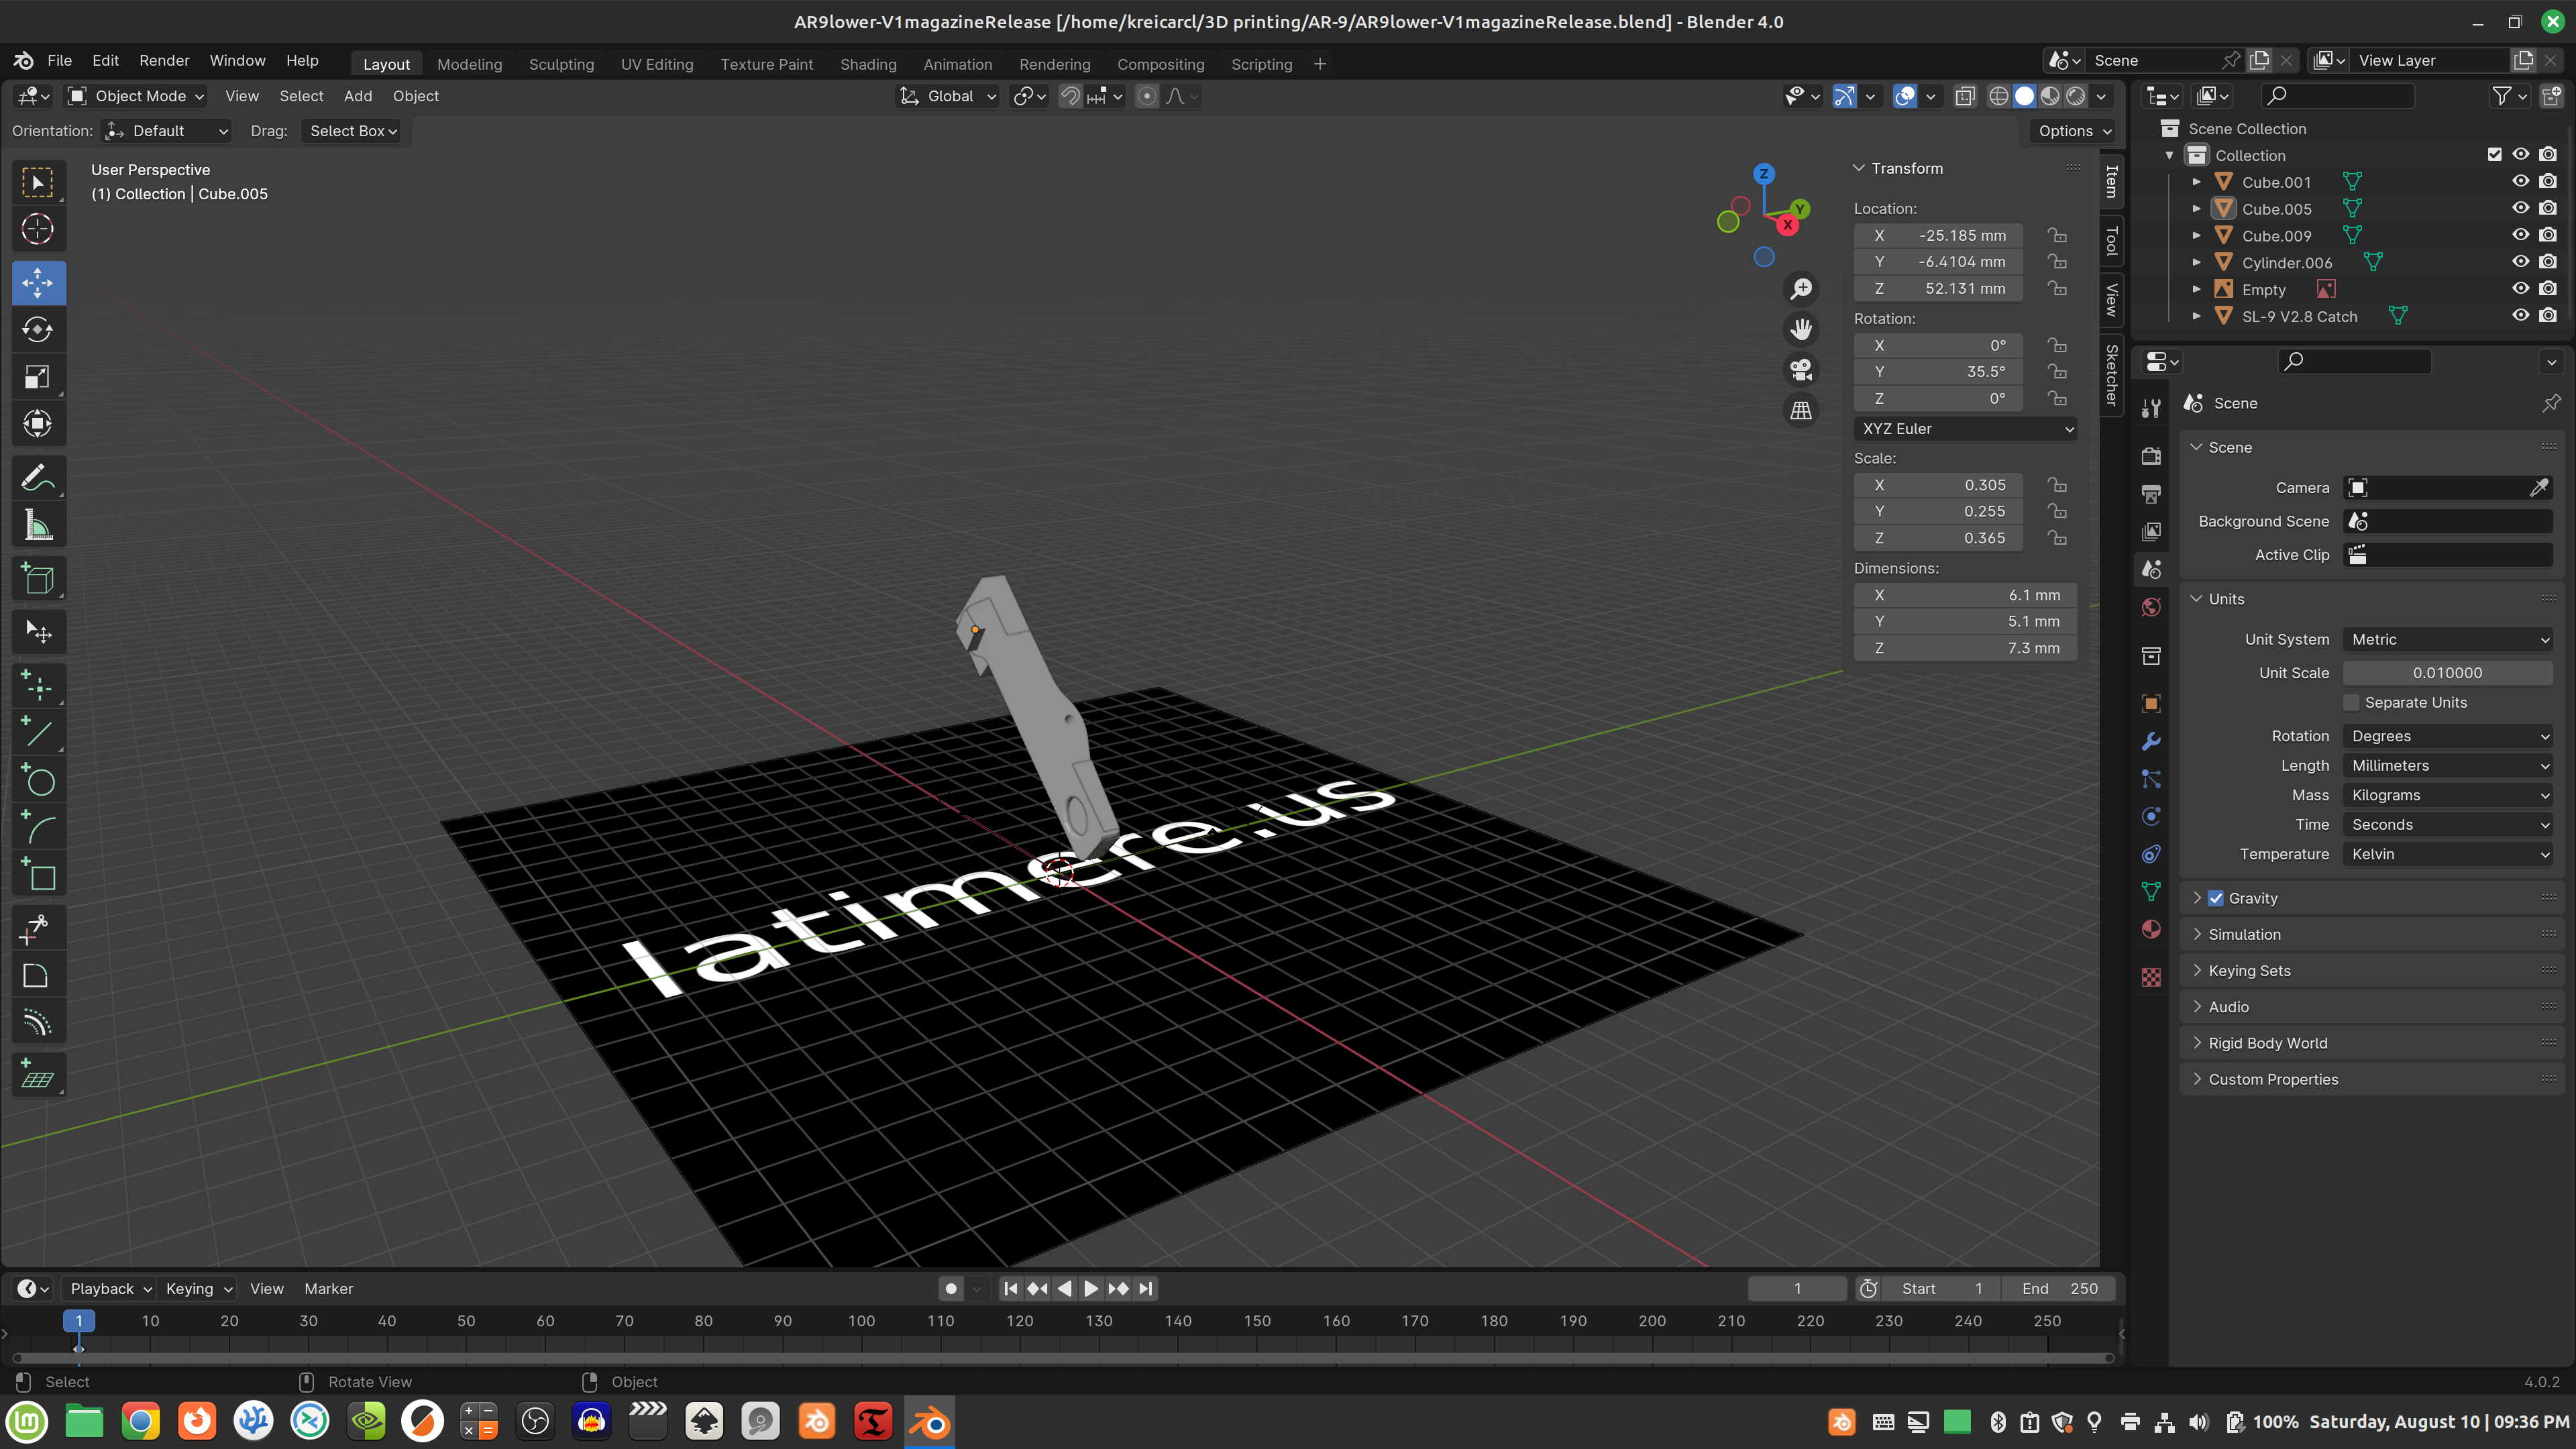 AR9lower-V1magazineRelease [/home/kreicarcl/3D printing/AR-9/AR9lower-V1magazineRelease.blend] - Blender 4.0
File Edit Render Window Help Layout Modeling Sculpting UV Editing Texture Paint Shading Animation Rendering Compositing Scripting + Scene View Layer
Object Mode View Select Add Object Global
Orientation: Default Drag: Select Box Options
User Perspective
(1) Collection | Cube.005
Z
Y
X
Transform
Location:
X -25.185 mm
Y -6.4104 mm
Z 52.131 mm
Rotation:
X 0°
Y 35.5°
Z 0°
XYZ Euler
Scale:
X 0.305
Y 0.255
Z 0.365
Dimensions:
X 6.1 mm
Y 5.1 mm
Z 7.3 mm
Item
Tool
View
Sketcher
latimere.us
Scene Collection
Collection
Cube.001
Cube.005
Cube.009
Cylinder.006
Empty
SL-9 V2.8 Catch
Scene
Scene
Camera
Background Scene
Active Clip
Units
Unit System Metric
Unit Scale 0.010000
Separate Units
Rotation Degrees
Length Millimeters
Mass Kilograms
Time Seconds
Temperature Kelvin
Gravity
Simulation
Keying Sets
Audio
Rigid Body World
Custom Properties
Playback Keying View Marker 1 Start 1 End 250
1 10 20 30 40 50 60 70 80 90 100 110 120 130 140 150 160 170 180 190 200 210 220 230 240 250
Select Rotate View Object 4.0.2
100% Saturday, August 10 | 09:36 PM